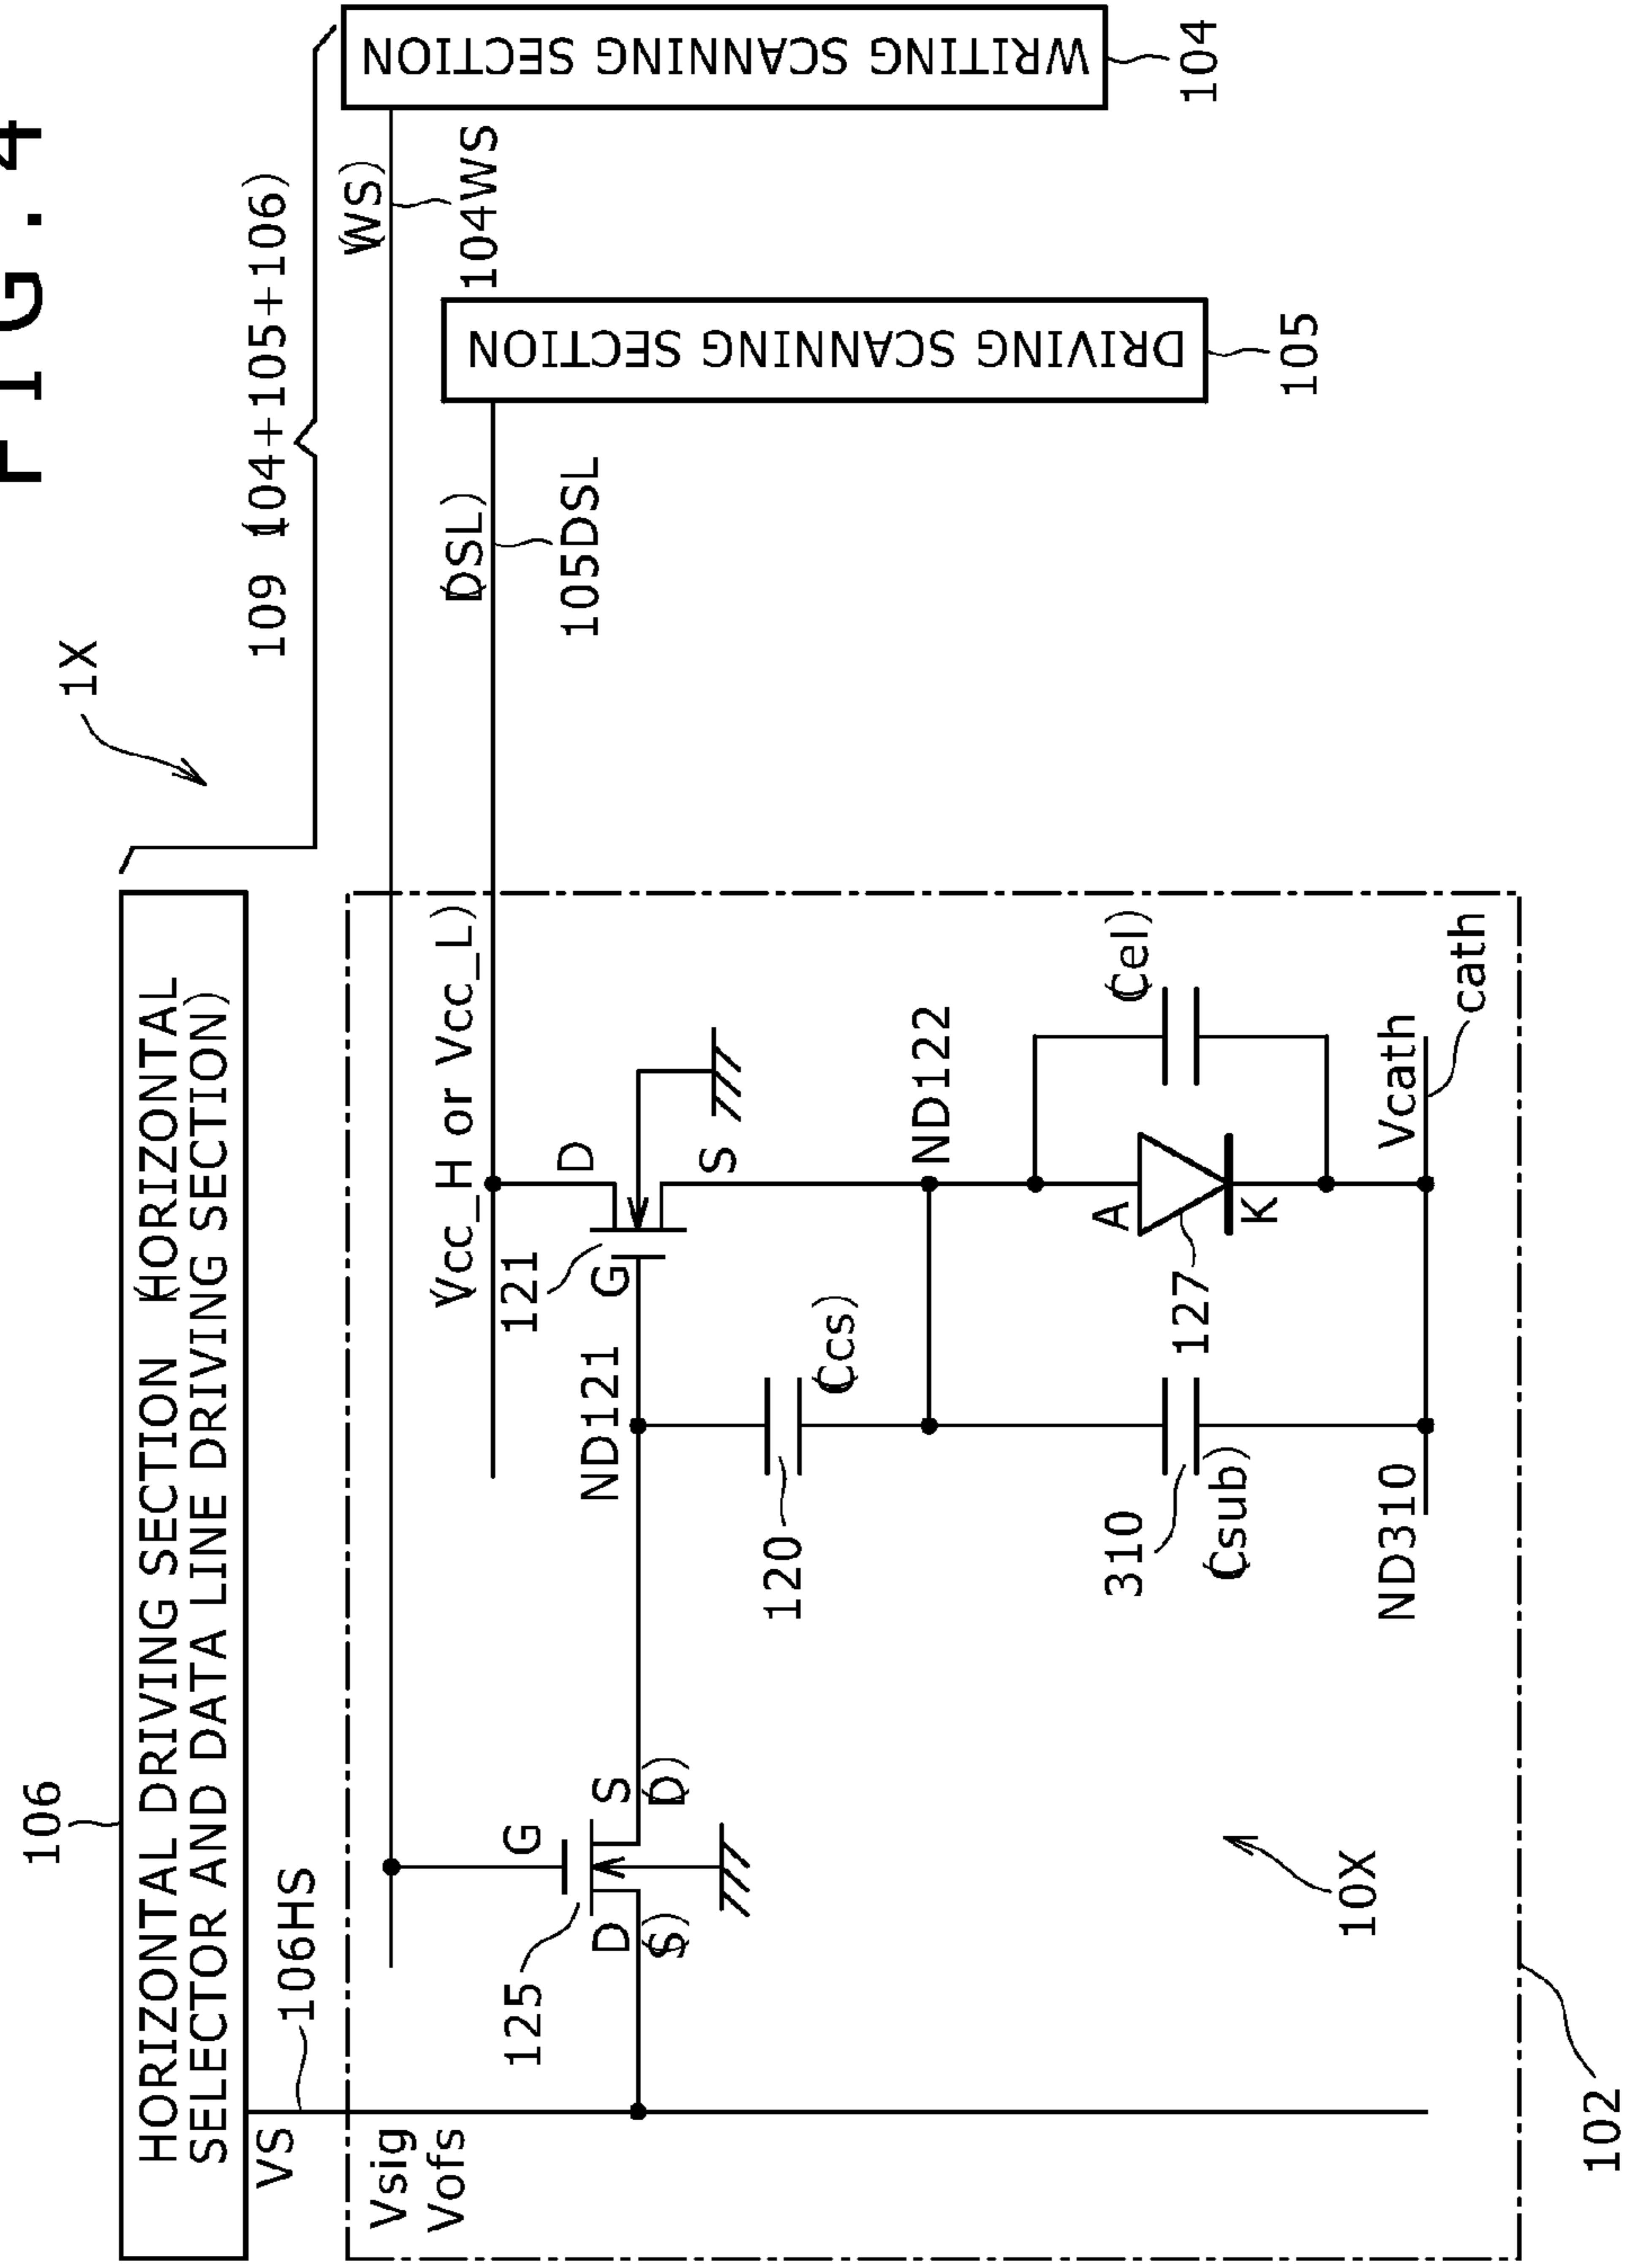 FIG. 4
1X
106
109 (104+105+106)
HORIZONTAL DRIVING SECTION (HORIZONTAL
SELECTOR AND DATA LINE DRIVING SECTION)
VS
106HS
(WS)
104WS
WRITING SCANNING SECTION
104
Vsig
Vofs
(Vcc_H or Vcc_L)
(DSL)
105DSL
DRIVING SCANNING SECTION
105
125
G
D
(S)
S
(D)
121
D
G
S
ND121
120
(Ccs)
ND122
310
(Csub)
A
127
K
(Cel)
ND310
Vcath
cath
10X
102